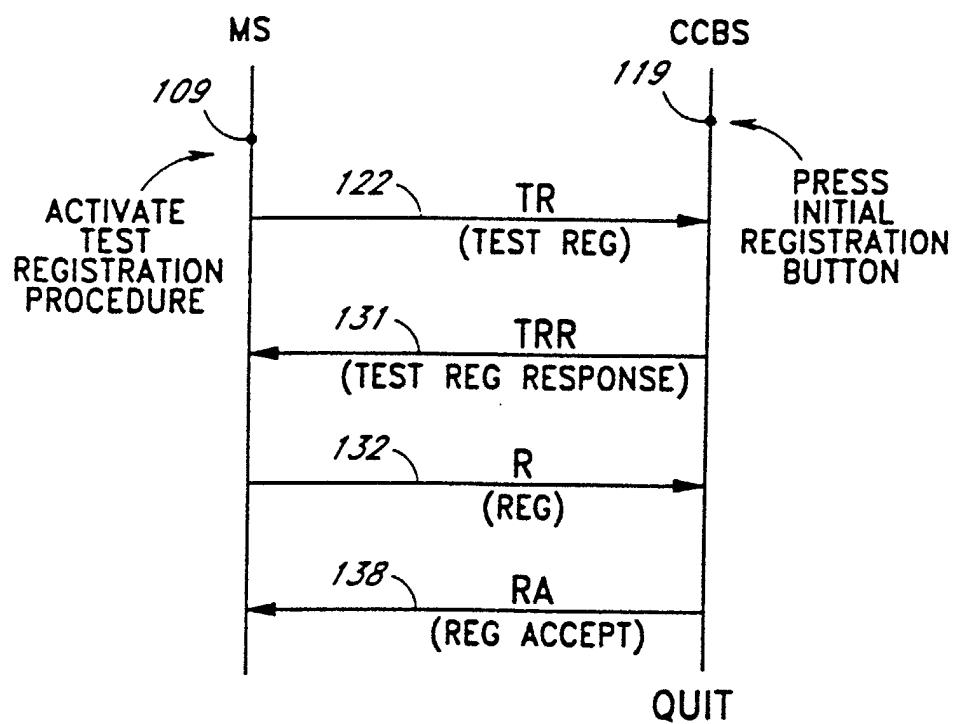 MS
CCBS
109
119
ACTIVATE
TEST
REGISTRATION
PROCEDURE
PRESS
INITIAL
REGISTRATION
BUTTON
122
TR
(TEST REG)
131
TRR
(TEST REG RESPONSE)
132
R
(REG)
138
RA
(REG ACCEPT)
QUIT